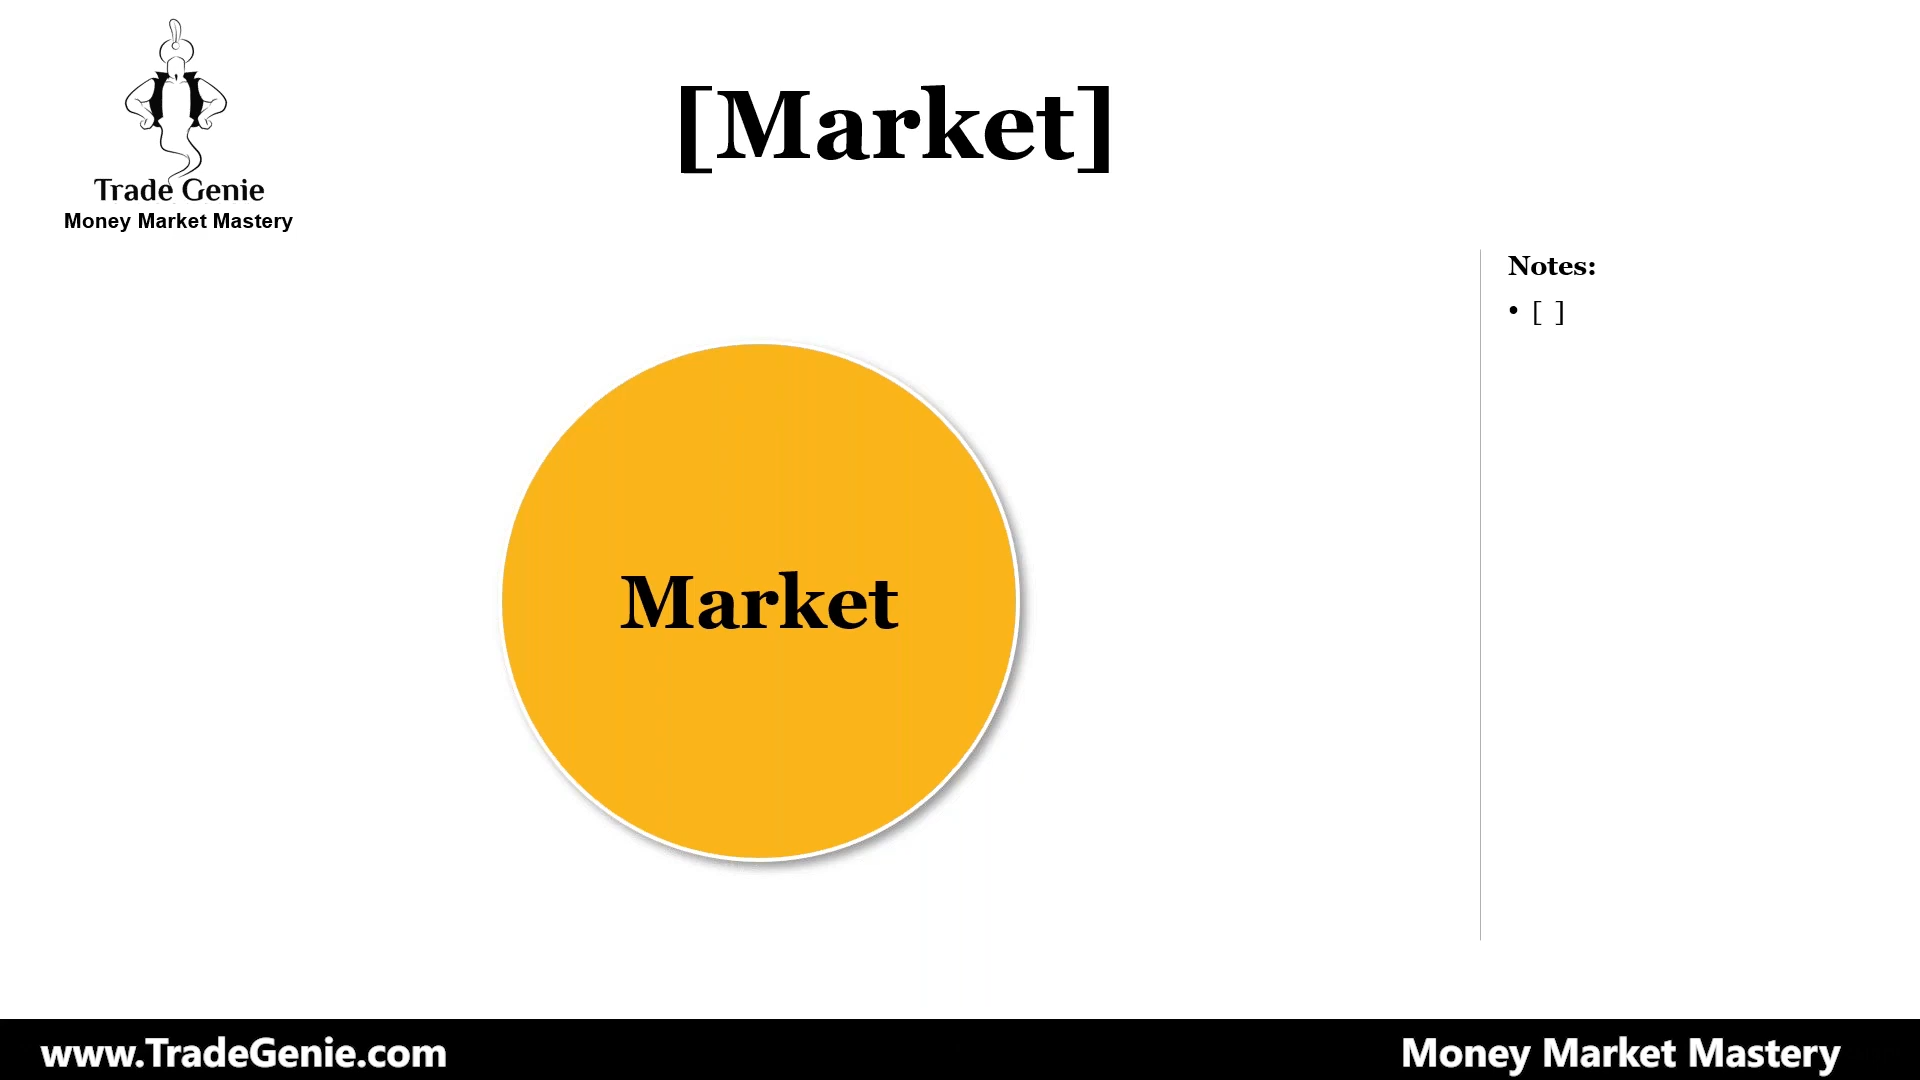 Trade Genie
Money Market Mastery
[Market]
Notes:
• [ ]
Market
www.TradeGenie.com
Money Market Mastery